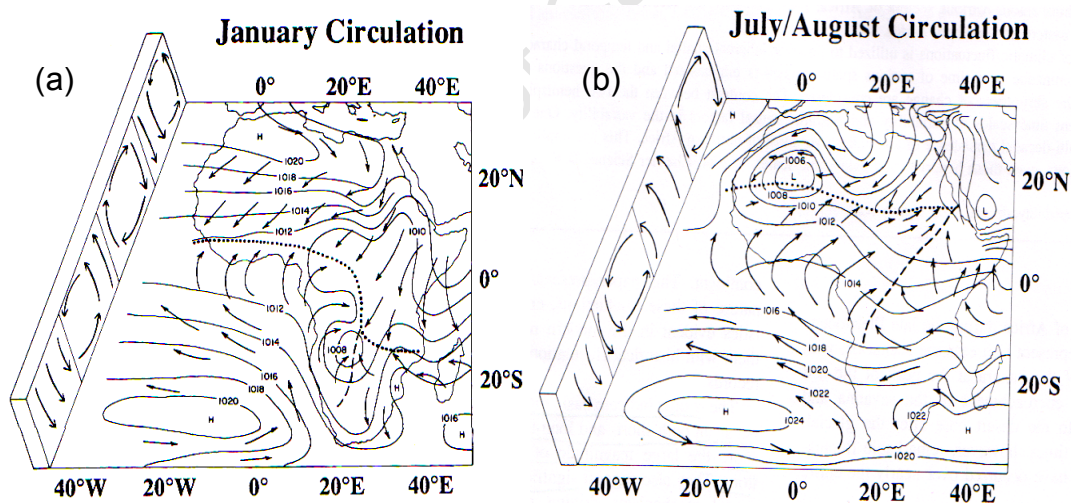 January Circulation
(a)
0° 20°E 40°E
H
1020
1018
1016
1014
1012
1010
20°N
0°
1012
1008
1014
1016
1018
1020
H
H
1016
H
20°S
40°W 20°W 0° 20°E 40°E
July/August Circulation
(b)
0° 20°E 40°E
H
1006
L
1008
1010
1012
L
20°N
0°
1014
1016
1018
1020
1022
1024
H
1022
H
1020
20°S
40°W 20°W 0° 20°E 40°E